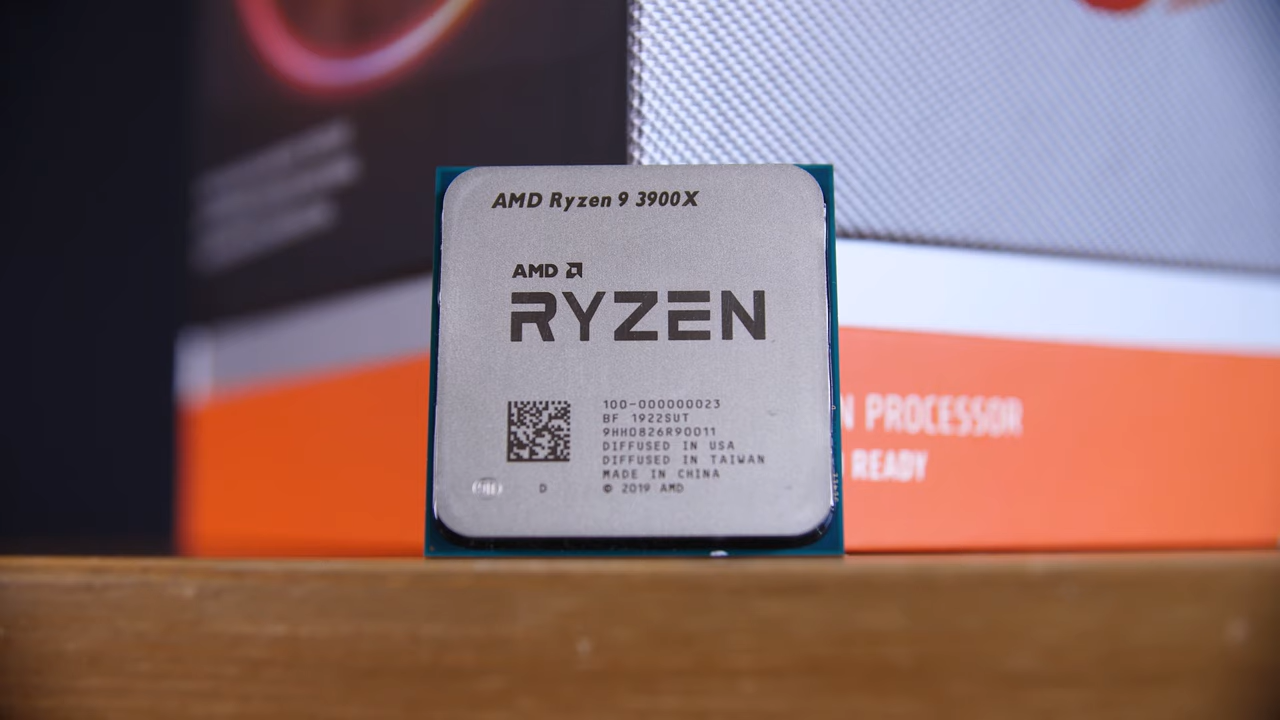 AMD Ryzen 9 3900X
AMD
RYZEN
100-000000023
BF 1922SUT
9HH0826R90011
DIFFUSED IN USA
DIFFUSED IN TAIWAN
MADE IN CHINA
© 2019 AMD
D
N PROCESSOR
READY